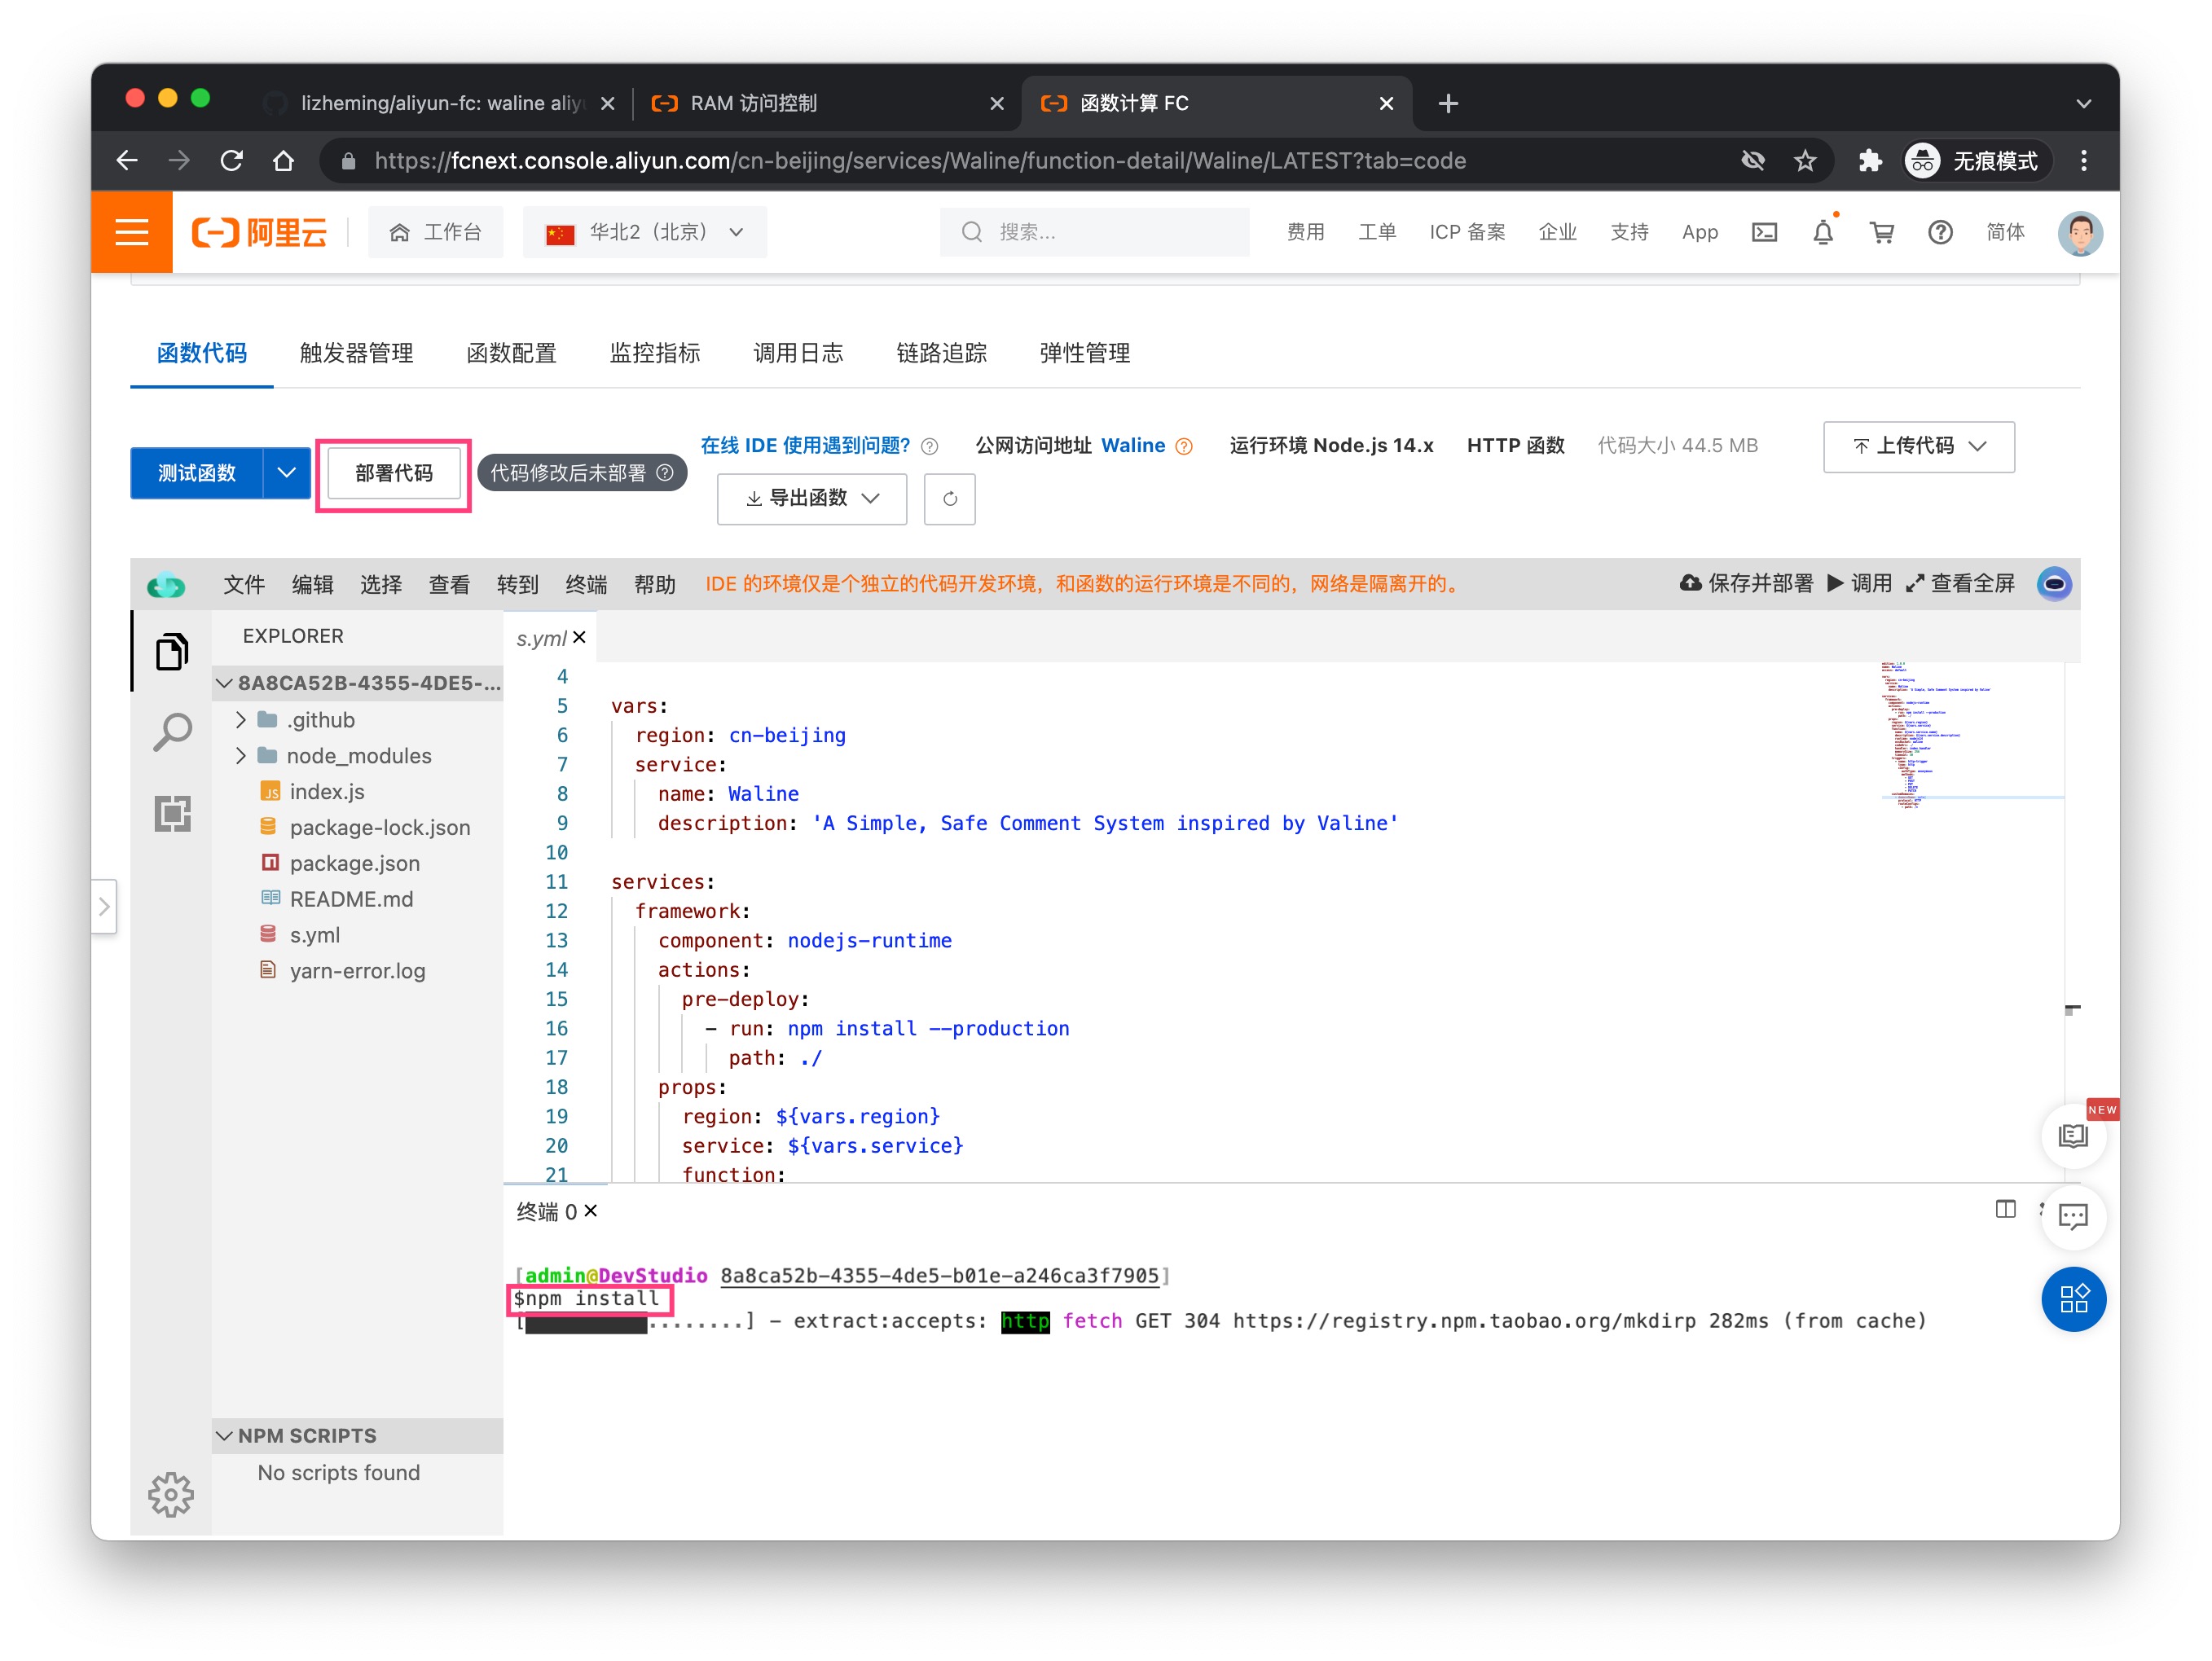 lizheming/aliyun-fc: waline aliyu
RAM 访问控制
函数计算 FC
https://fcnext.console.aliyun.com/cn-beijing/services/Waline/function-detail/Waline/LATEST?tab=code
无痕模式
阿里云
工作台
华北2（北京）
搜索...
费用
工单
ICP 备案
企业
支持
App
简体
函数代码
触发器管理
函数配置
监控指标
调用日志
链路追踪
弹性管理
测试函数
部署代码
代码修改后未部署
在线 IDE 使用遇到问题?
公网访问地址 Waline
运行环境 Node.js 14.x
HTTP 函数
代码大小 44.5 MB
上传代码
导出函数
文件
编辑
选择
查看
转到
终端
帮助
IDE 的环境仅是个独立的代码开发环境，和函数的运行环境是不同的，网络是隔离开的。
保存并部署
调用
查看全屏
EXPLORER
8A8CA52B-4355-4DE5-...
.github
node_modules
index.js
package-lock.json
package.json
README.md
s.yml
yarn-error.log
NPM SCRIPTS
No scripts found
s.yml
4
5 vars:
6 region: cn-beijing
7 service:
8 name: Waline
9 description: 'A Simple, Safe Comment System inspired by Valine'
10
11 services:
12 framework:
13 component: nodejs-runtime
14 actions:
15 pre-deploy:
16 - run: npm install --production
17 path: ./
18 props:
19 region: ${vars.region}
20 service: ${vars.service}
21 function:
NEW
终端 0
[admin@DevStudio 8a8ca52b-4355-4de5-b01e-a246ca3f7905]
$npm install
[ ........] - extract:accepts: http fetch GET 304 https://registry.npm.taobao.org/mkdirp 282ms (from cache)